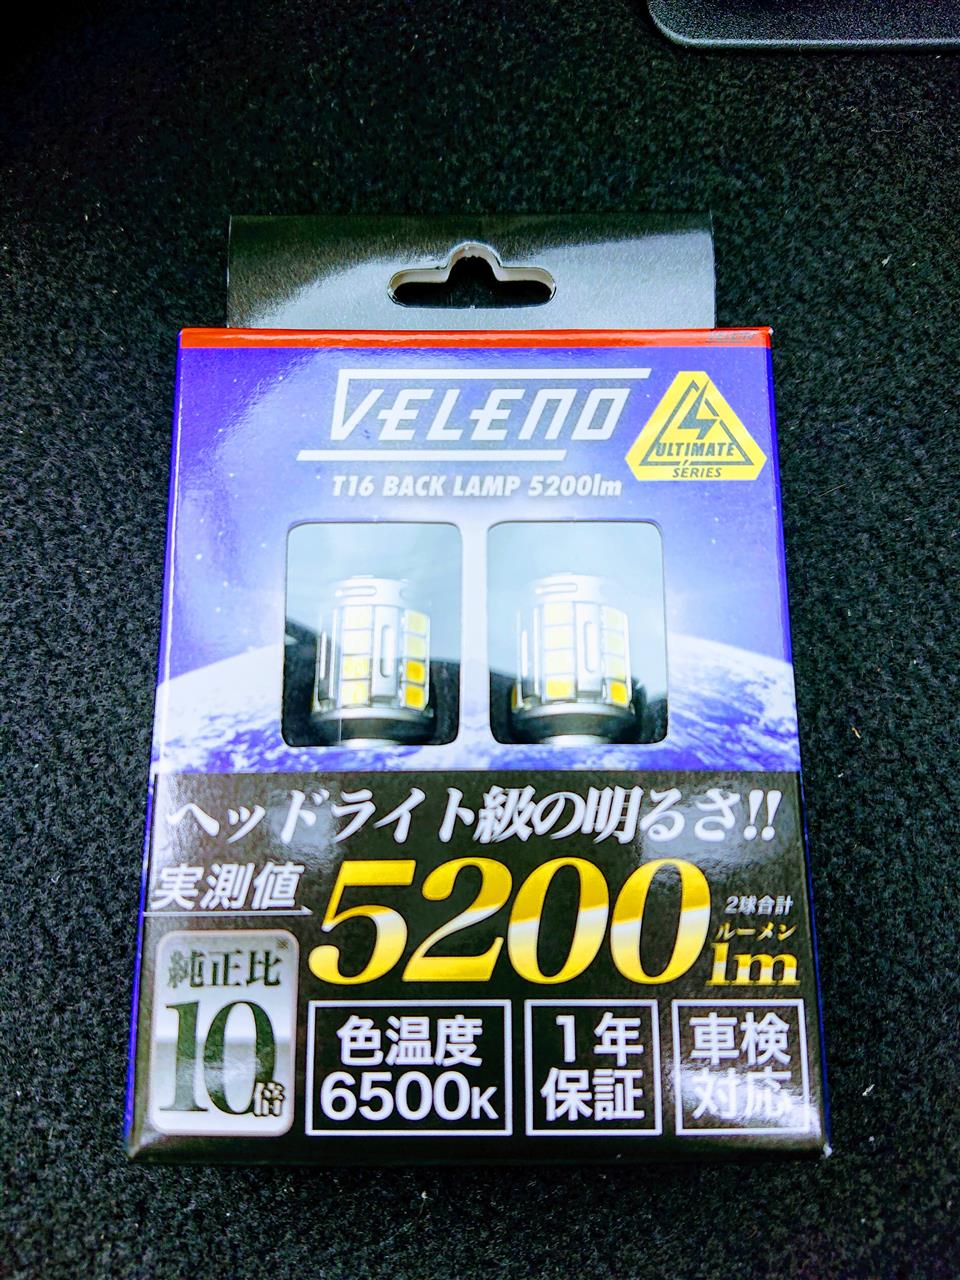 VELENO
VELENO
ULTIMATE
SERIES
T16 BACK LAMP 5200lm
ヘッドライト級の明るさ!!
実測値
5200
2球合計
ルーメン
lm
純正比※
10倍
色温度
6500K
1年
保証
車検
対応